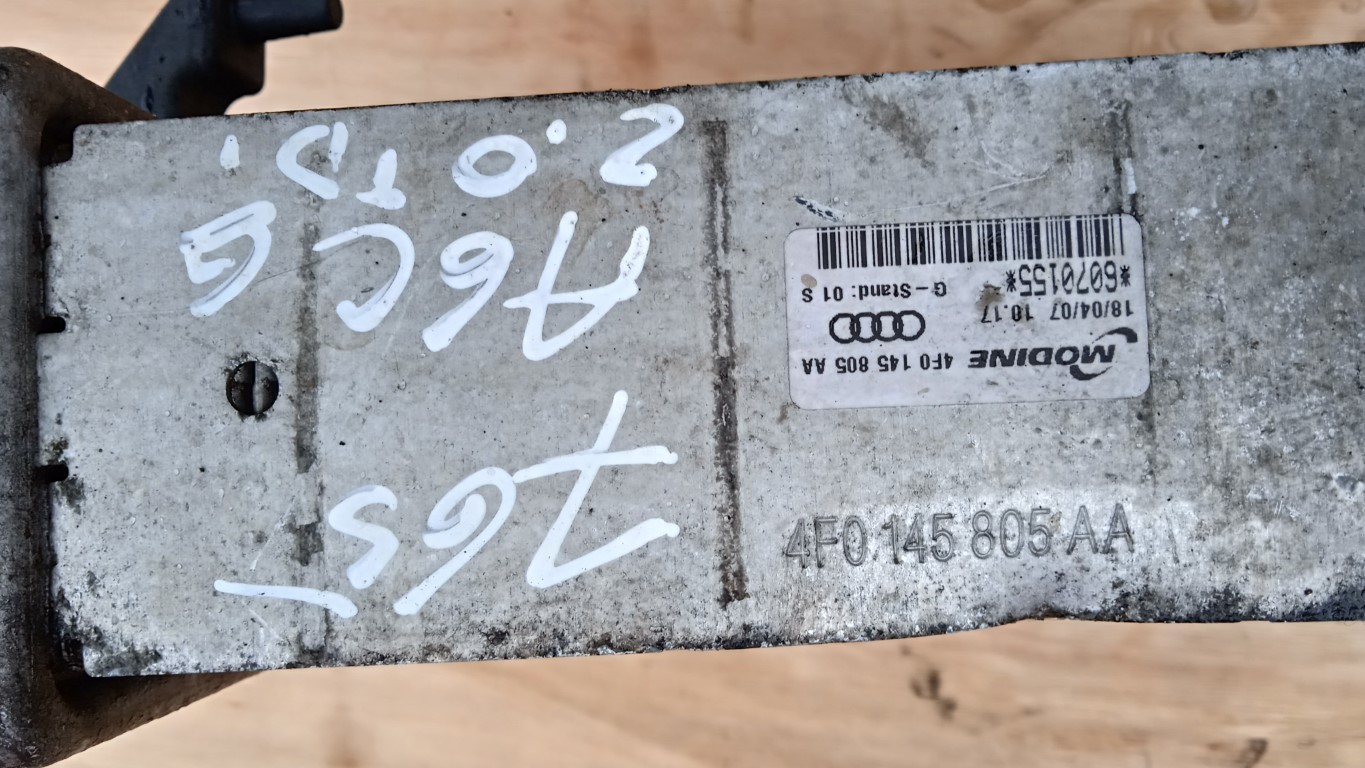 A6C6
2.0 TDi
MODINE 4F0 145 805 AA
18/04/07 10.17
*6070155* G-Stand: 01 S
4F0 145 805 AA